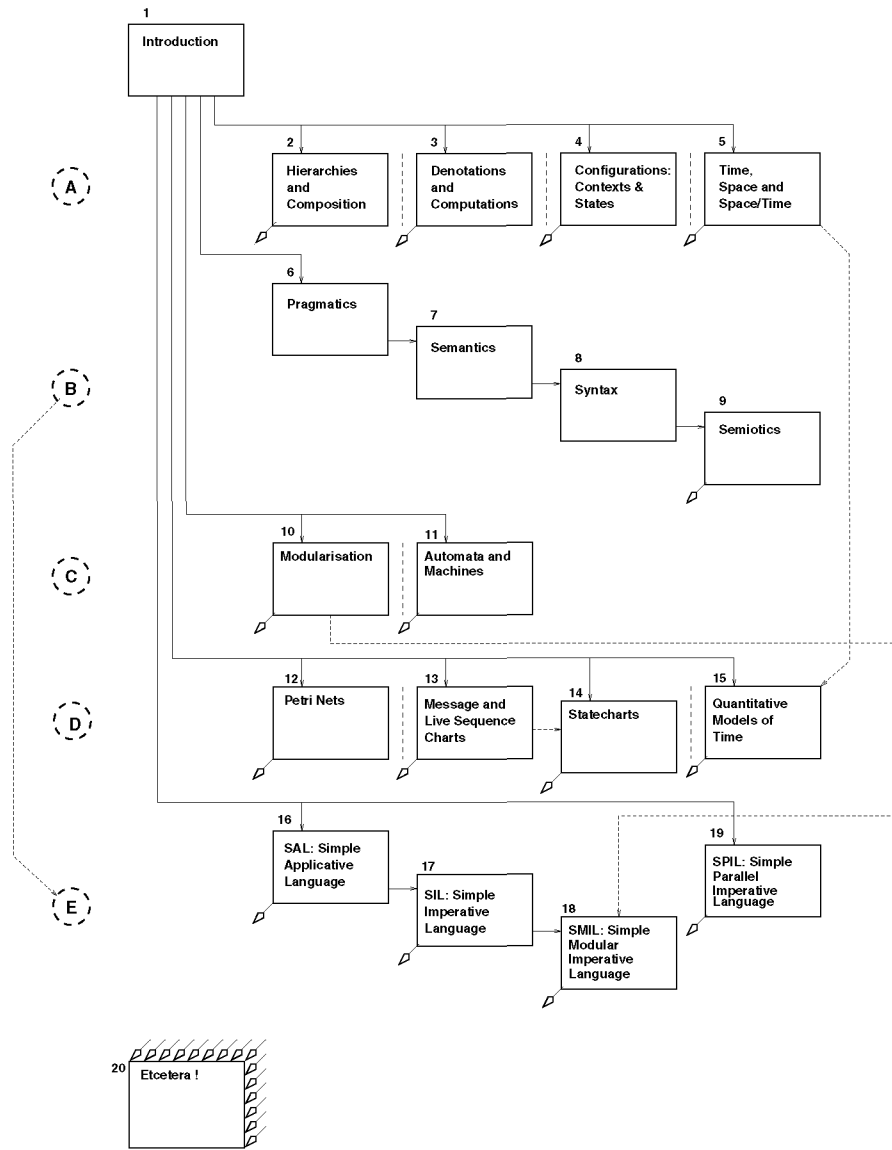 1
Introduction
A
2
Hierarchies
and
Composition
3
Denotations
and
Computations
4
Configurations:
Contexts &
States
5
Time,
Space and
Space/Time
6
Pragmatics
7
Semantics
8
Syntax
9
Semiotics
B
C
10
Modularisation
11
Automata and
Machines
D
12
Petri Nets
13
Message and
Live Sequence
Charts
14
Statecharts
15
Quantitative
Models of
Time
E
16
SAL: Simple
Applicative
Language
17
SIL: Simple
Imperative
Language
18
SMIL: Simple
Modular
Imperative
Language
19
SPIL: Simple
Parallel
Imperative
Language
20
Etcetera !